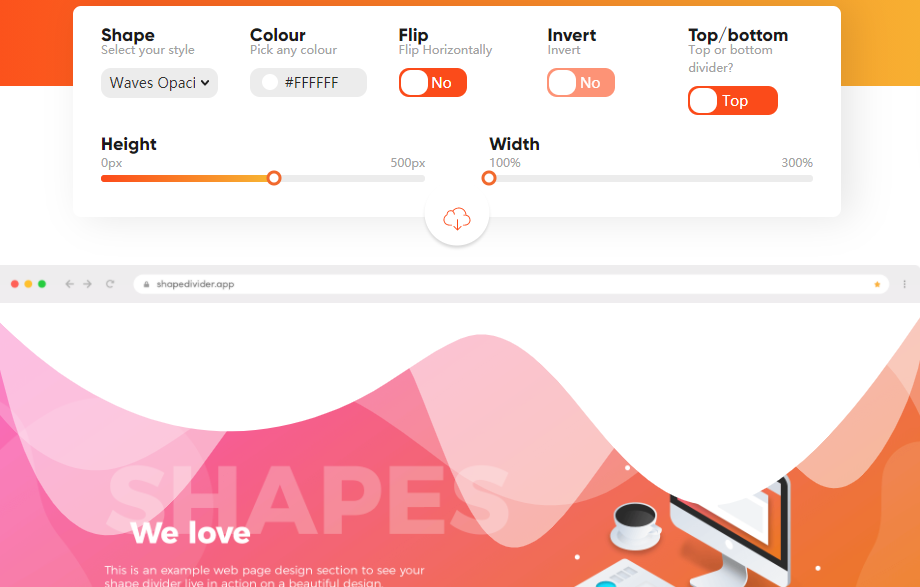 Shape
Select your style
Waves Opaci
Colour
Pick any colour
#FFFFFF
Flip
Flip Horizontally
No
Invert
Invert
No
Top/bottom
Top or bottom
divider?
Top
Height
0px 500px
Width
100% 300%
shapedivider.app
SHAPES
We love
This is an example web page design section to see your
shape divider live in action on a beautiful design